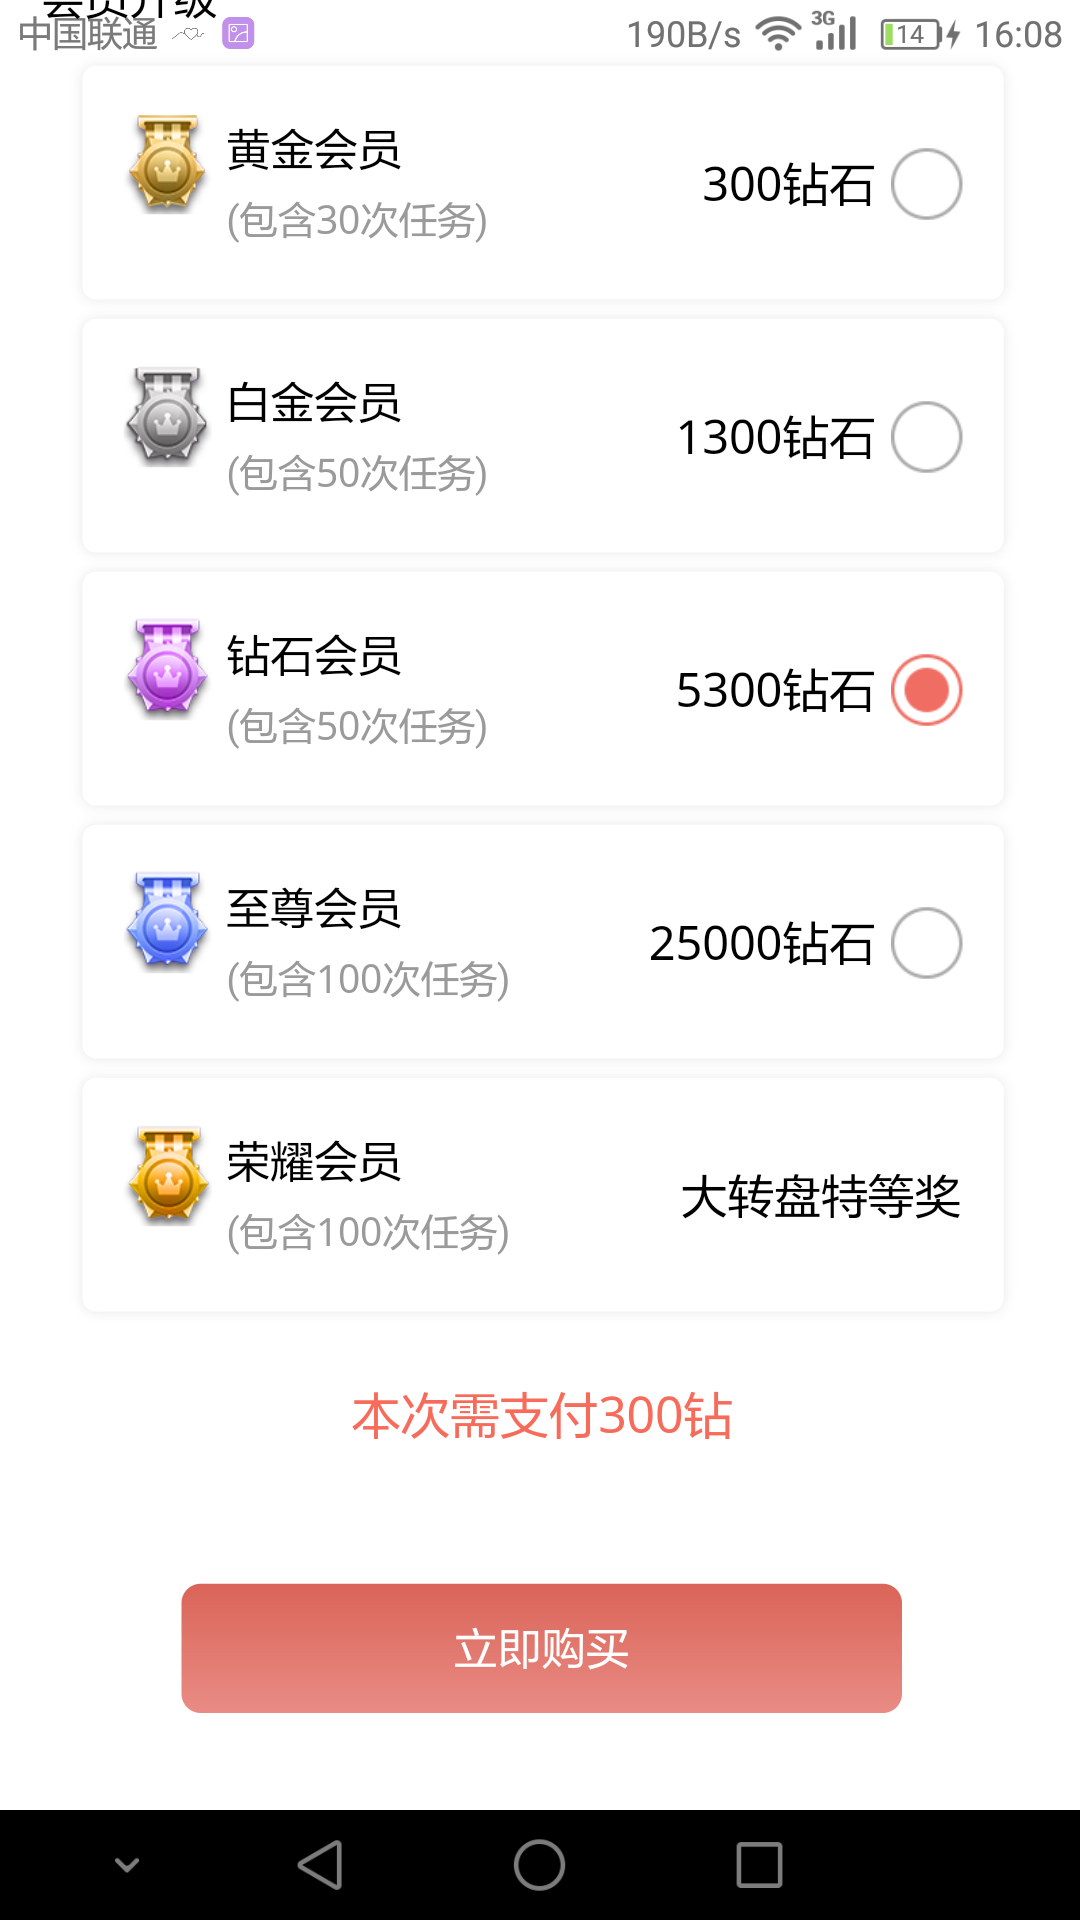 会员升级
中国联通 190B/s 3G 14 16:08
黄金会员
300钻石
(包含30次任务)
白金会员
1300钻石
(包含50次任务)
钻石会员
5300钻石
(包含50次任务)
至尊会员
25000钻石
(包含100次任务)
荣耀会员
大转盘特等奖
(包含100次任务)
本次需支付300钻
立即购买